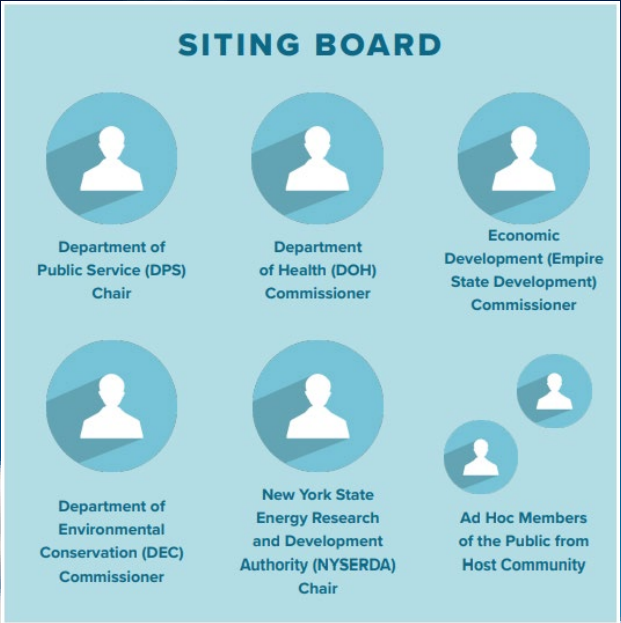 SITING BOARD
Department of
Public Service (DPS)
Chair
Department
of Health (DOH)
Commissioner
Economic
Development (Empire
State Development)
Commissioner
Department of
Environmental
Conservation (DEC)
Commissioner
New York State
Energy Research
and Development
Authority (NYSERDA)
Chair
Ad Hoc Members
of the Public from
Host Community